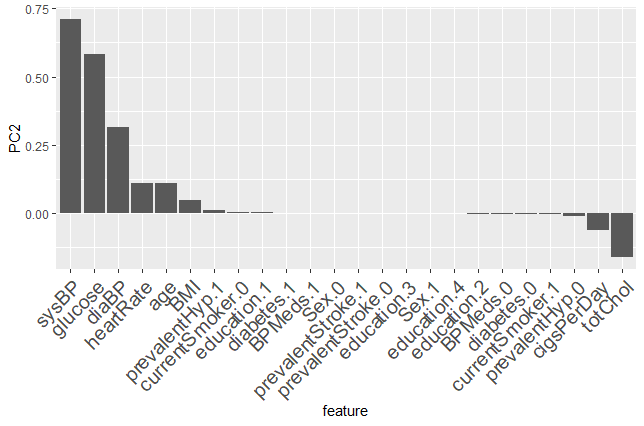 0.75
0.50
0.25
0.00
PC2
sysBP
glucose
diaBP
heartRate
age
BMI
prevalentHyp.1
currentSmoker.0
education.1
diabetes.1
BPMeds.1
Sex.0
prevalentStroke.1
prevalentStroke.0
education.3
Sex.1
education.4
education.2
BPMeds.0
diabetes.0
currentSmoker.1
prevalentHyp.0
cigsPerDay
totChol
feature